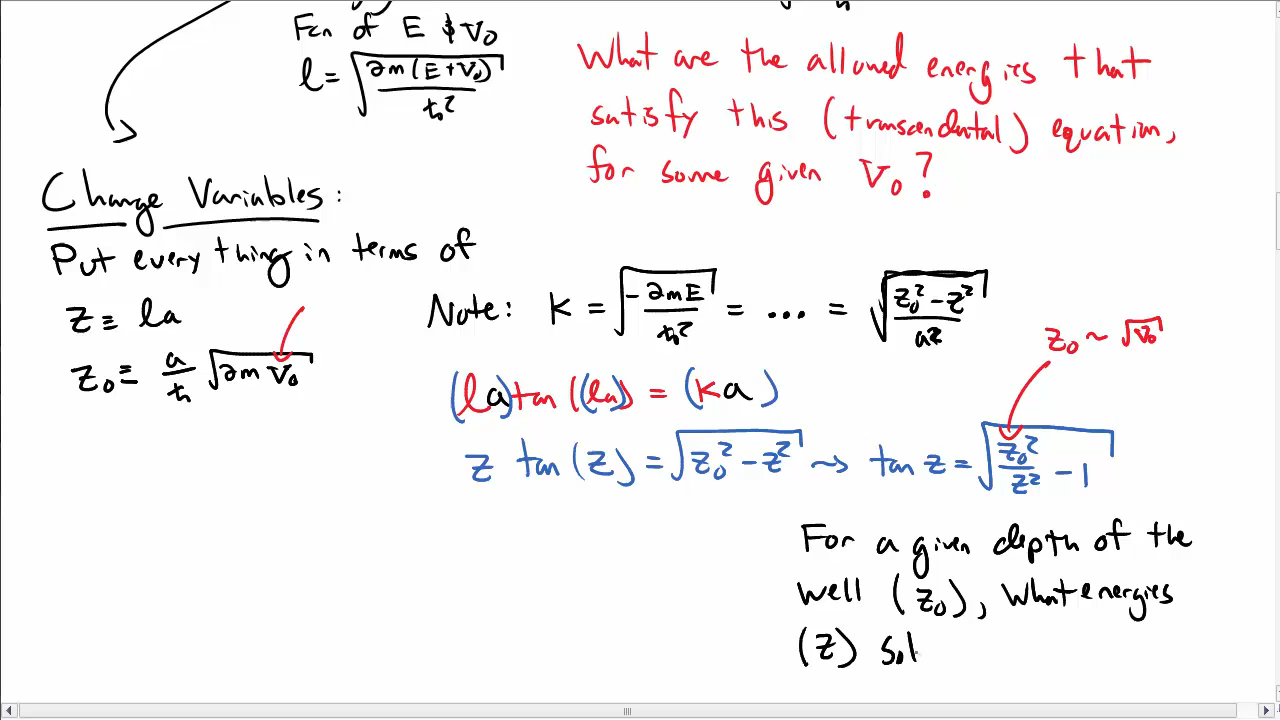 Fcn of E & V₀
l = √(2m(E+V₀)/ħ²)
What are the allowed energies that
satisfy this (transcendental) equation,
for some given V₀?
Change Variables:
Put everything in terms of
z ≡ la
z₀ ≡ a/ħ √(2mV₀)
Note: K = √(-2mE/ħ²) = ... = √((z₀² - z²)/a²)
z₀ ~ √V₀
(la)tan((la)) = (Ka)
z tan(z) = √(z₀² - z²) ⇝ tan z = √(z₀²/z² - 1)
For a given depth of the
well (z₀), what energies
(z) sol